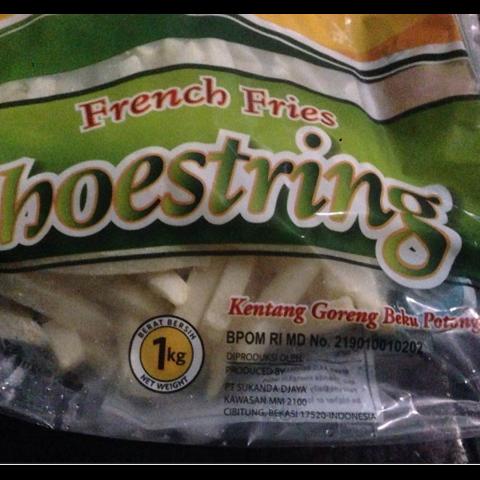 French Fries
hoestring
Kentang Goreng Beku Potong
BERAT BERSIH
1kg
NET WEIGHT
BPOM RI MD No. 219010010202
DIPRODUKSI OLEH
PRODUCED BY
PT SUKANDA DJAYA
KAWASAN MM 2100
CIBITUNG, BEKASI 17520-INDONESIA